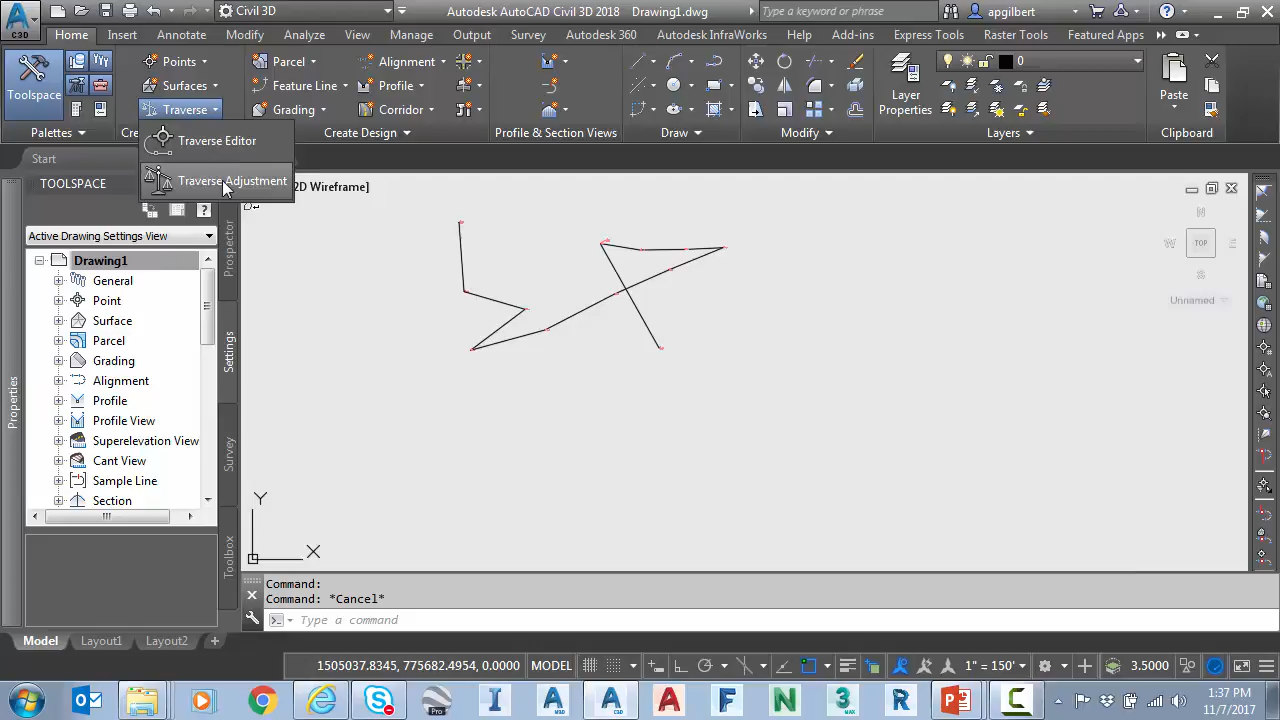 Civil 3D
Autodesk AutoCAD Civil 3D 2018 Drawing1.dwg
Type a keyword or phrase
apgilbert
C3D
Home Insert Annotate Modify Analyze View Manage Output Survey Autodesk 360 Autodesk InfraWorks Help Add-ins Express Tools Raster Tools Featured Apps
Toolspace
Points
Surfaces
Traverse
Parcel
Feature Line
Grading
Alignment
Profile
Corridor
Layer
Properties
0
Paste
Palettes
Create Design
Profile & Section Views
Draw
Modify
Layers
Clipboard
Traverse Editor
Traverse Adjustment
Start
TOOLSPACE
2D Wireframe]
Active Drawing Settings View
Drawing1
General
Point
Surface
Parcel
Grading
Alignment
Profile
Profile View
Superelevation View
Cant View
Sample Line
Section
Properties
Prospector
Settings
Survey
Toolbox
N
W TOP E
S
Unnamed
Y
X
Command:
Command: *Cancel*
Type a command
Model Layout1 Layout2 +
1505037.8345, 775682.4954, 0.0000 MODEL 1" = 150' 3.5000
Pro
C3D
MAX
1:37 PM
11/7/2017